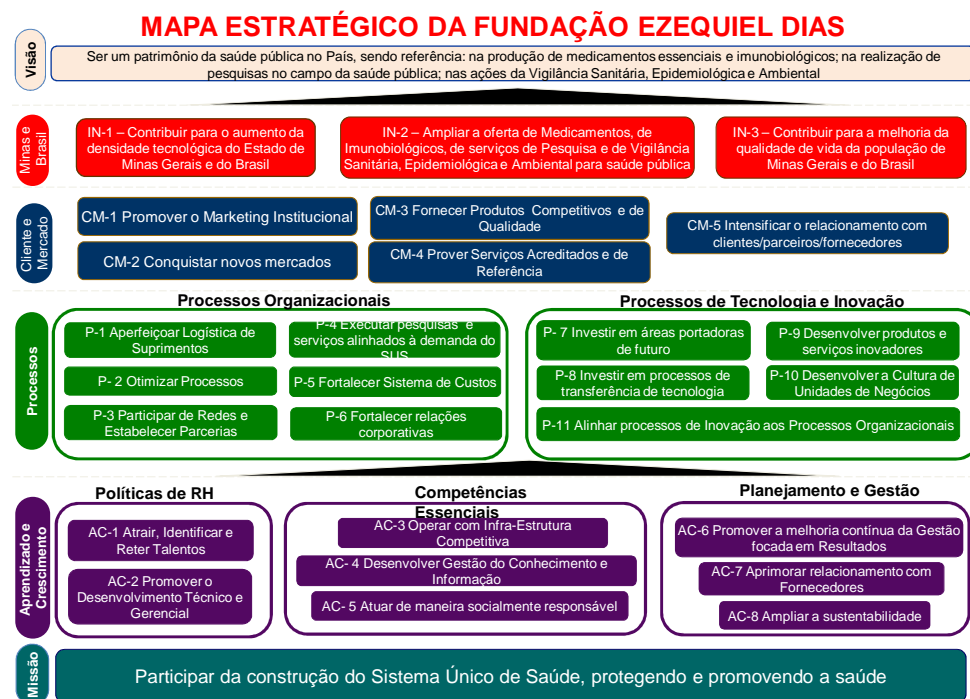 MAPA ESTRATÉGICO DA FUNDAÇÃO EZEQUIEL DIAS
Visão
Ser um patrimônio da saúde pública no País, sendo referência: na produção de medicamentos essenciais e imunobiológicos; na realização de
pesquisas no campo da saúde pública; nas ações da Vigilância Sanitária, Epidemiológica e Ambiental
Minas e
Brasil
IN-1 – Contribuir para o aumento da
densidade tecnológica do Estado de
Minas Gerais e do Brasil
IN-2 – Ampliar a oferta de Medicamentos, de
Imunobiológicos, de serviços de Pesquisa e de Vigilância
Sanitária, Epidemiológica e Ambiental para saúde pública
IN-3 – Contribuir para a melhoria da
qualidade de vida da população de
Minas Gerais e do Brasil
Cliente e
Mercado
CM-1 Promover o Marketing Institucional
CM-2 Conquistar novos mercados
CM-3 Fornecer Produtos Competitivos e de
Qualidade
CM-4 Prover Serviços Acreditados e de
Referência
CM-5 Intensificar o relacionamento com
clientes/parceiros/fornecedores
Processos
Processos Organizacionais
P-1 Aperfeiçoar Logística de
Suprimentos
P- 2 Otimizar Processos
P-3 Participar de Redes e
Estabelecer Parcerias
P-4 Executar pesquisas e
serviços alinhados à demanda do
SUS
P-5 Fortalecer Sistema de Custos
P-6 Fortalecer relações
corporativas
Processos de Tecnologia e Inovação
P- 7 Investir em áreas portadoras
de futuro
P-8 Investir em processos de
transferência de tecnologia
P-9 Desenvolver produtos e
serviços inovadores
P-10 Desenvolver a Cultura de
Unidades de Negócios
P-11 Alinhar processos de Inovação aos Processos Organizacionais
Aprendizado e
Crescimento
Políticas de RH
AC-1 Atrair, Identificar e
Reter Talentos
AC-2 Promover o
Desenvolvimento Técnico e
Gerencial
Competências
Essenciais
AC-3 Operar com Infra-Estrutura
Competitiva
AC- 4 Desenvolver Gestão do Conhecimento e
Informação
AC- 5 Atuar de maneira socialmente responsável
Planejamento e Gestão
AC-6 Promover a melhoria contínua da Gestão
focada em Resultados
AC-7 Aprimorar relacionamento com
Fornecedores
AC-8 Ampliar a sustentabilidade
Missão
Participar da construção do Sistema Único de Saúde, protegendo e promovendo a saúde